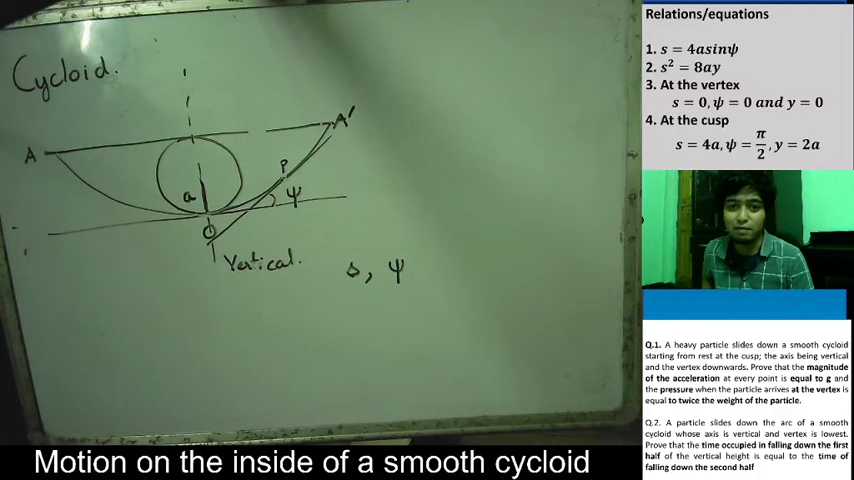 Cycloid.
A
A'
P
a
ψ
O
Vertical.
s, ψ
Relations/equations
1. s = 4asinψ
2. s² = 8ay
3. At the vertex
s = 0, ψ = 0 and y = 0
4. At the cusp
s = 4a, ψ = π/2, y = 2a
Q.1. A heavy particle slides down a smooth cycloid
starting from rest at the cusp; the axis being vertical
and the vertex downwards. Prove that the magnitude
of the acceleration at every point is equal to g and
the pressure when the particle arrives at the vertex is
equal to twice the weight of the particle.
Q.2. A particle slides down the arc of a smooth
cycloid whose axis is vertical and vertex is lowest.
Prove that the time occupied in falling down the first
half of the vertical height is equal to the time of
falling down the second half
Motion on the inside of a smooth cycloid